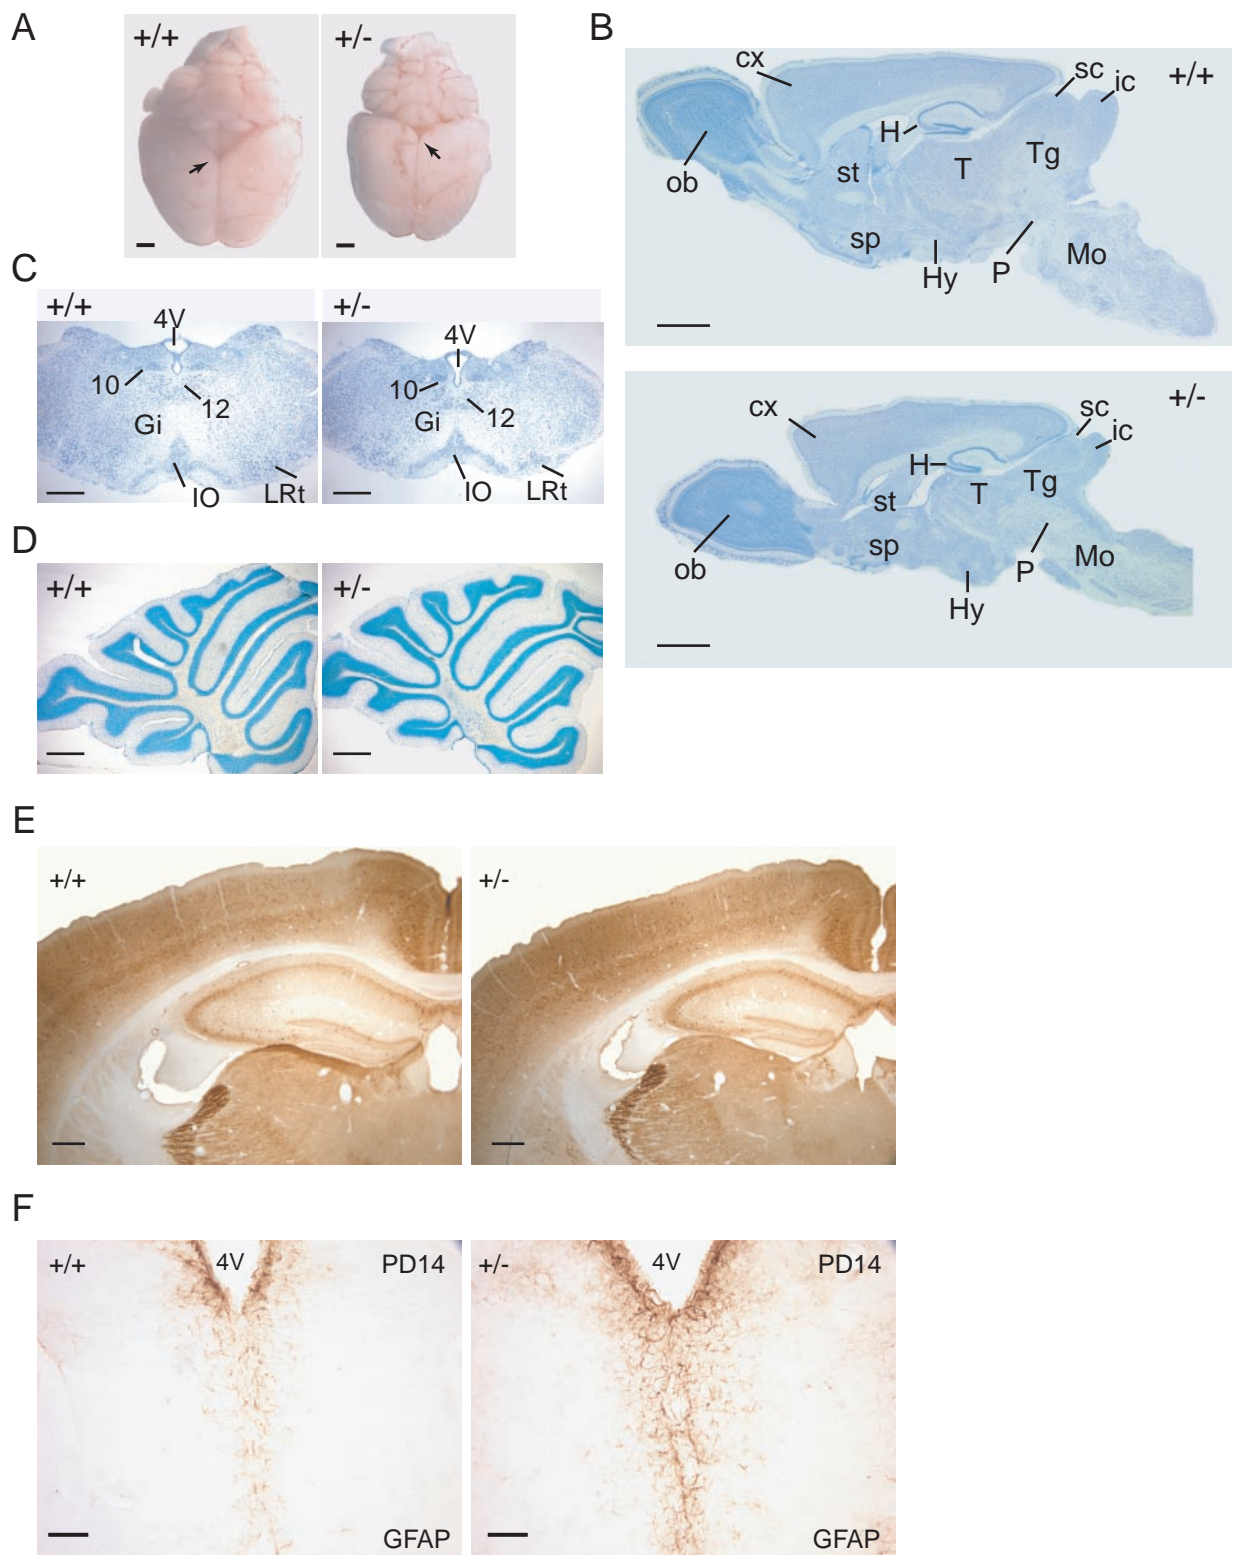 A
+/+
+/-
B
+/+
cx
sc
ic
H
ob
st
T
Tg
sp
Hy
P
Mo
+/-
cx
sc
ic
H
ob
st
T
Tg
sp
Hy
P
Mo
C
+/+
4V
10
12
Gi
IO
LRt
+/-
4V
10
12
Gi
IO
LRt
D
+/+
+/-
E
+/+
+/-
F
+/+
4V
PD14
GFAP
+/-
4V
PD14
GFAP